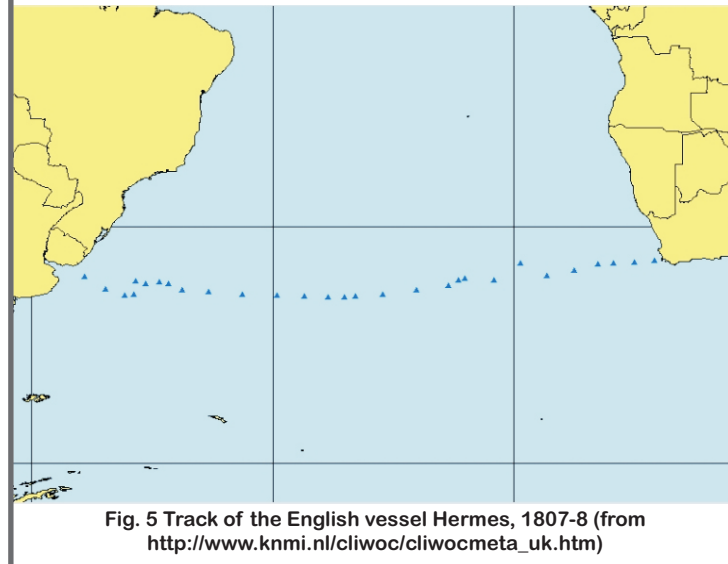 Fig. 5 Track of the English vessel Hermes, 1807-8 (from
http://www.knmi.nl/cliwoc/cliwocmeta_uk.htm)